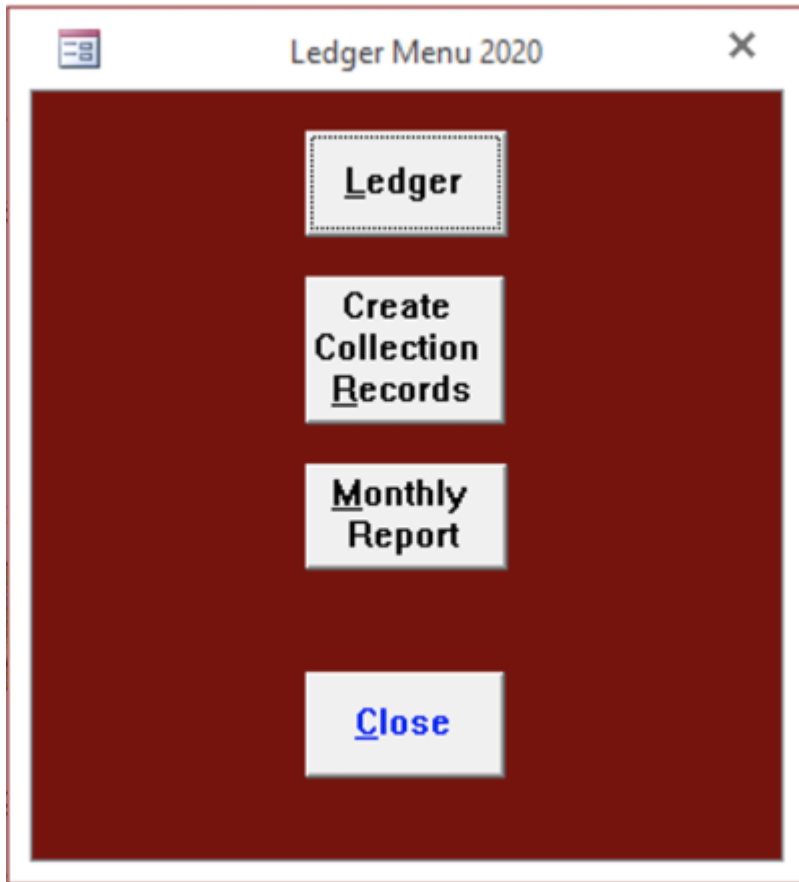 Ledger Menu 2020
Ledger
Create
Collection
Records
Monthly
Report
Close